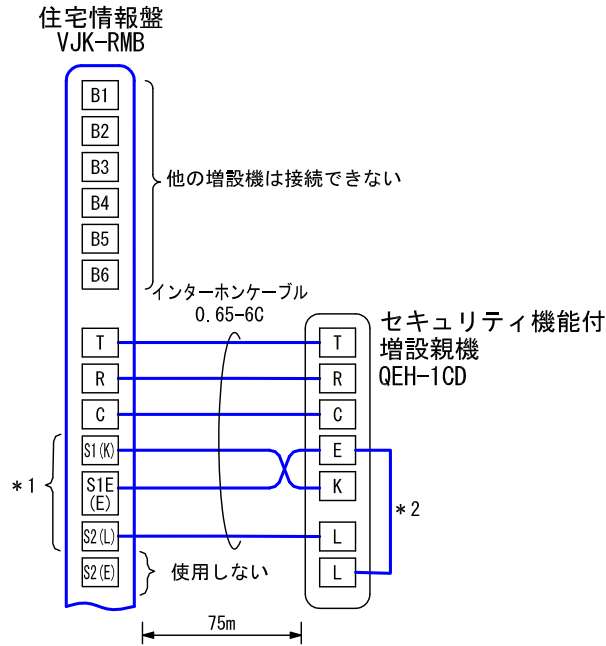 住宅情報盤
VJK-RMB
B1
B2
B3
B4
B5
B6
他の増設機は接続できない
インターホンケーブル
0.65-6C
セキュリティ機能付
増設親機
QEH-1CD
T
R
C
S1(K)
S1E
(E)
S2(L)
S2(E)
*1
T
R
C
E
K
L
L
*2
使用しない
75m